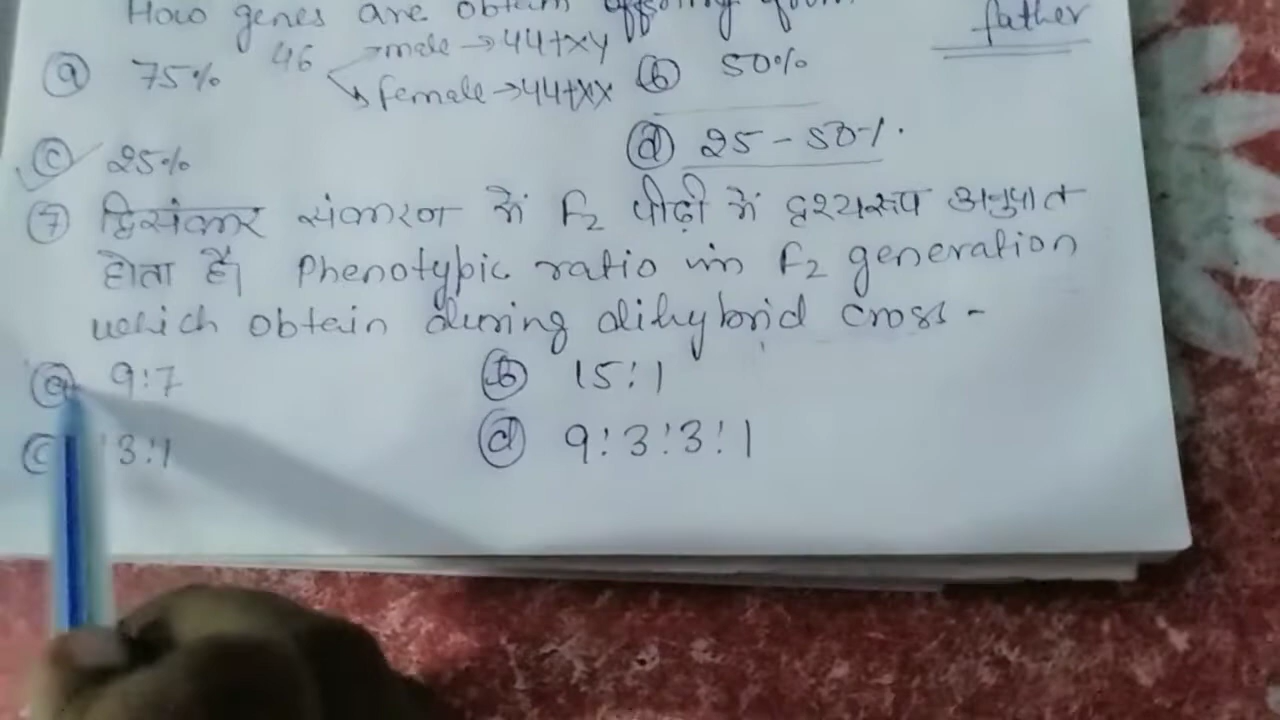 How genes are obtain offspring from
father
46 → male → 44+xy
ⓐ 75% ⓑ 50%
female → 44+xx
ⓒ 25% ⓓ 25 - 50%.
⑦ द्विसंकर संकरण में F₂ पीढ़ी में दृश्यरूप अनुपात
होता है। Phenotypic ratio in F₂ generation
which obtain during dihybrid cross -
ⓐ 9:7 ⓑ 15:1
ⓒ 3:1 ⓓ 9:3:3:1